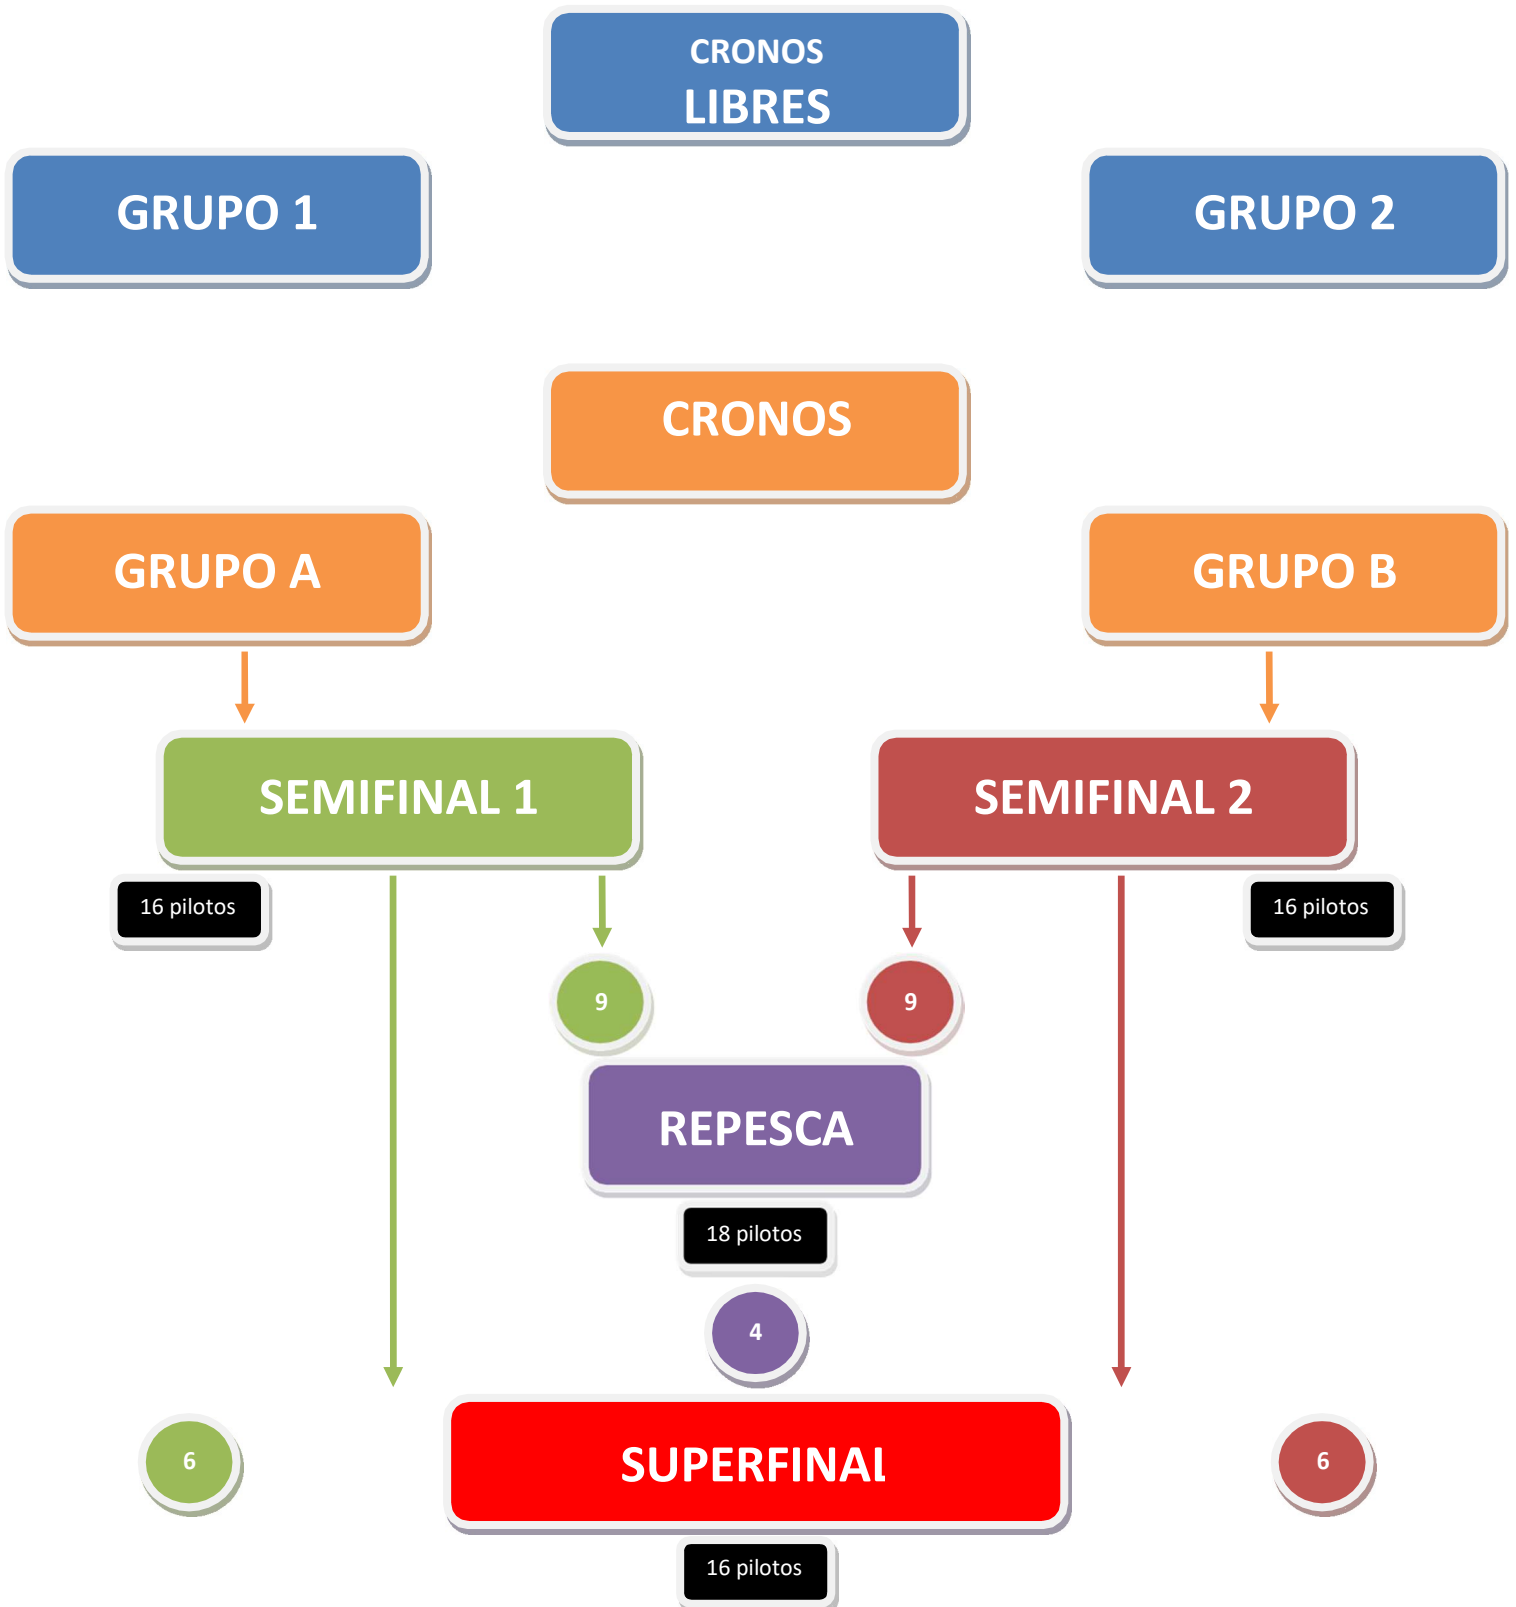 CRONOS
LIBRES
GRUPO 1
GRUPO 2
CRONOS
GRUPO A
GRUPO B
SEMIFINAL 1
SEMIFINAL 2
16 pilotos
16 pilotos
9
9
REPESCA
18 pilotos
4
6
SUPERFINAL
6
16 pilotos